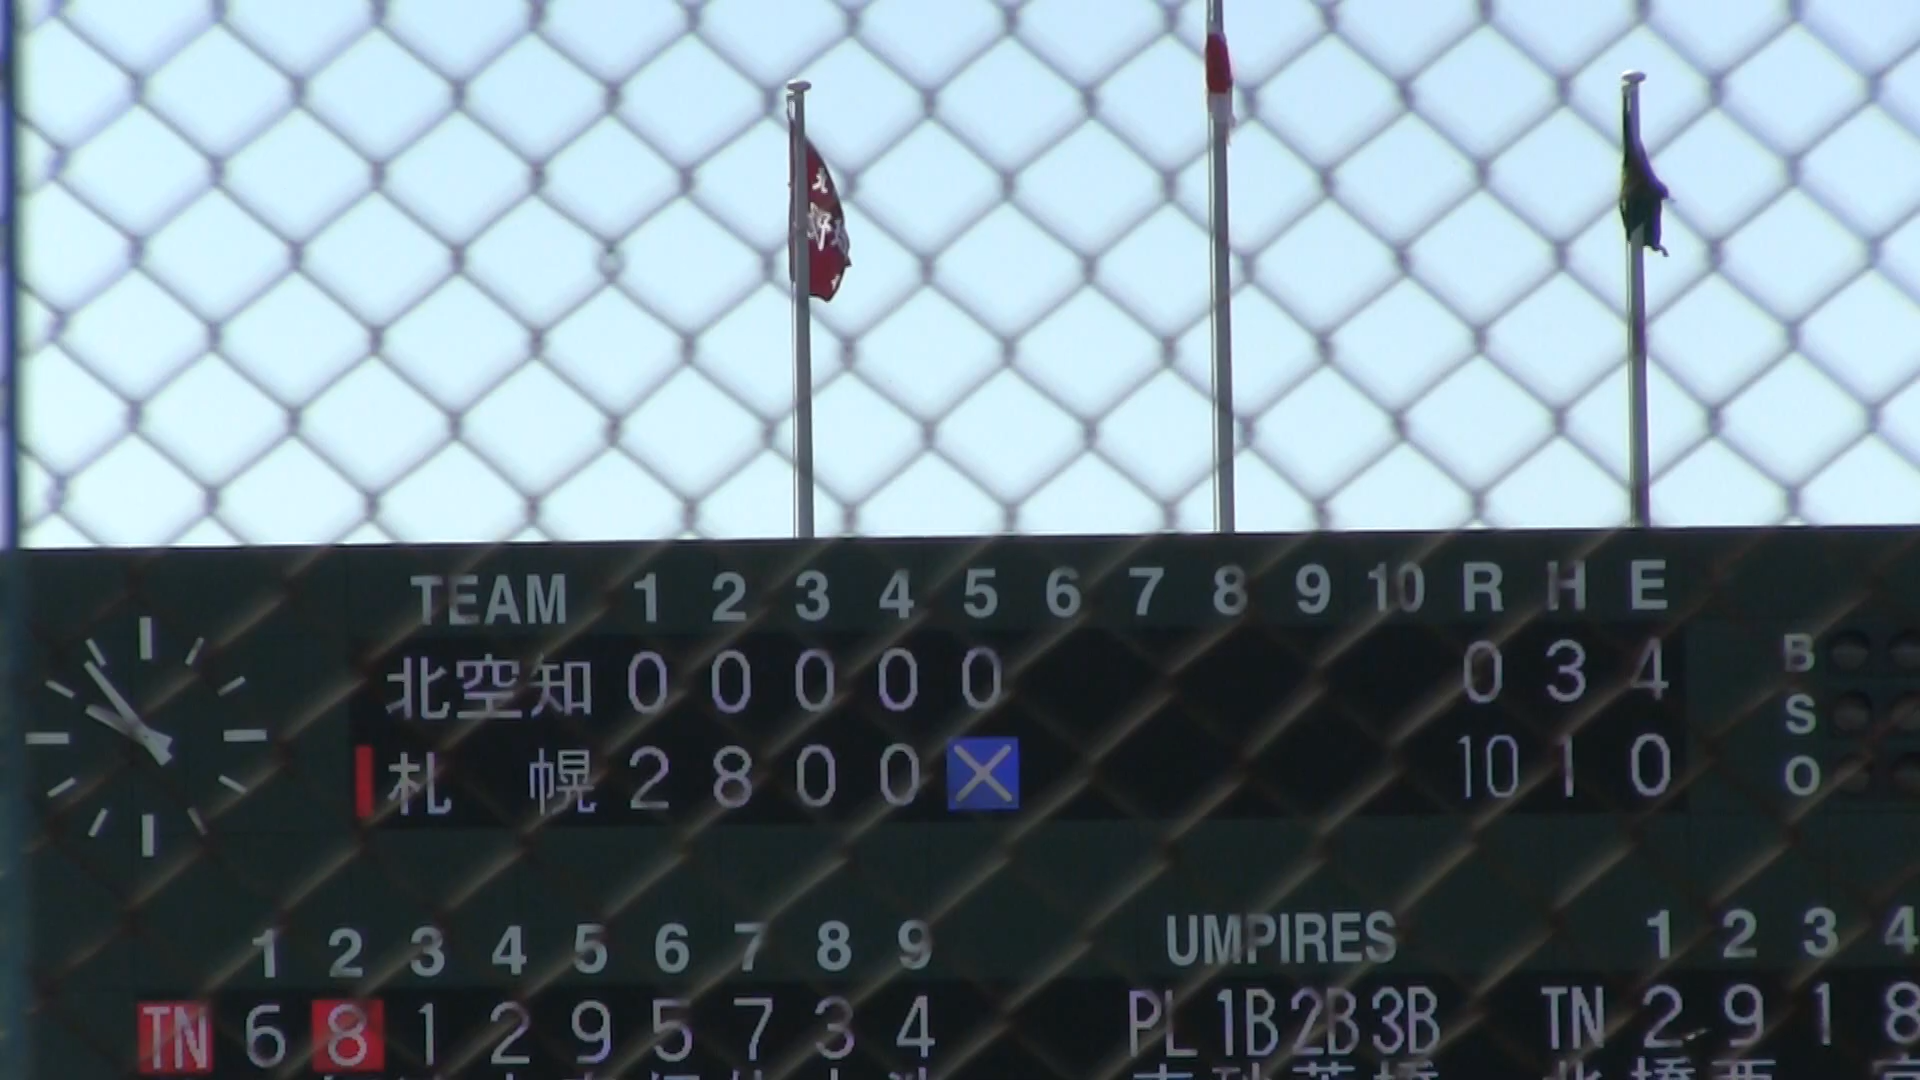 TEAM 1 2 3 4 5 6 7 8 9 10 R H E
北空知 0 0 0 0 0 0 3 4 B
S
札幌 2 8 0 0 X 10 1 0 O
1 2 3 4 5 6 7 8 9 UMPIRES 1 2 3 4
TN 6 8 1 2 9 5 7 3 4 PL 1B 2B 3B TN 2 9 1 8